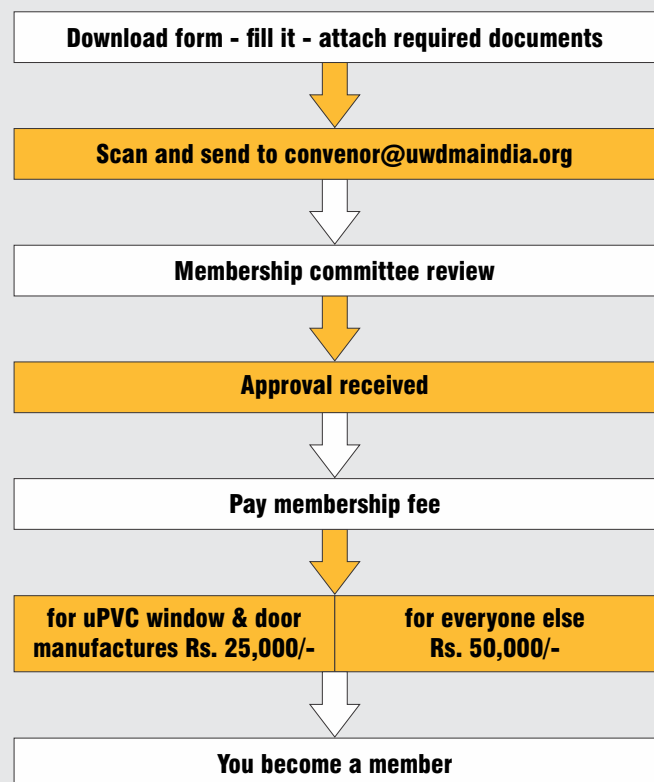 Download form - fill it - attach required documents
Scan and send to convenor@uwdmaindia.org
Membership committee review
Approval received
Pay membership fee
for uPVC window & door
manufactures Rs. 25,000/-
for everyone else
Rs. 50,000/-
You become a member